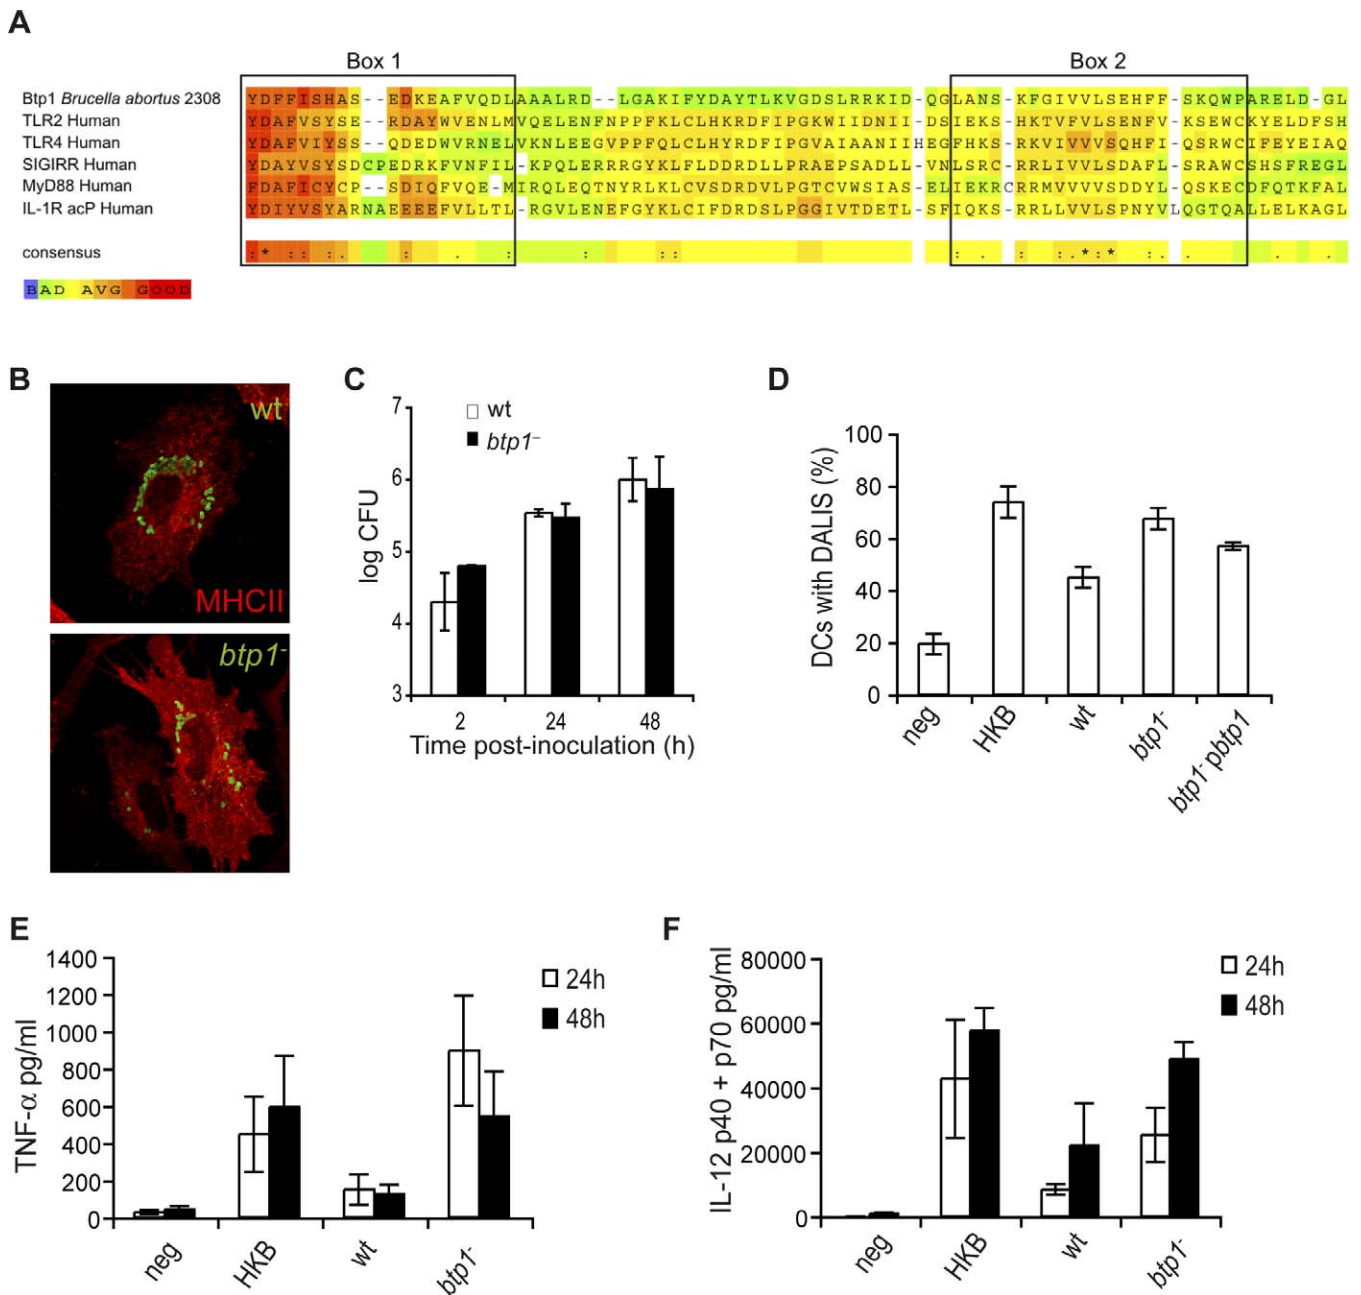 A
Box 1 Box 2
Btp1 Brucella abortus 2308 YDFFISHAS--EDKEAFVQDLAAALRD--LGAKIFYDAYTLKVGDSLRRKID-QGLANS-KFGIVVLSEHFF-SKQWPARELD-GL
TLR2 Human YDAFVSYSE--RDAYWVENLMVQELENFNPPFKLCLHKRDFIPGKWIIDNII-DSIEKS-HKTVFVLSENFV-KSEWCKYELDFSH
TLR4 Human YDAFVIYSS--QDEDWVRNELVKNLEEGVPPFQLCLHYRDFIPGVAIAANIIHEGFHKS-RKVIVVVSQHFI-QSRWCIFEYEIAQ
SIGIRR Human YDAYVSYSDCPEDRKFVNFIL-KPQLERRRGYKLFLDDRDLLPRAEPSADLL-VNLSRC-RRLIVVLSDAFL-SRAWCSHSFREGL
MyD88 Human FDAFICYCP--SDIQFVQE-MIRQLEQTNYRLKLCVSDRDVLPGTCVWSIAS-ELIEKRCRRMVVVVSDDYL-QSKECDFQTKFAL
IL-1R acP Human YDIYVSYARNAEEEEFVLLTL-RGVLENEFGYKLCIFDRDSLPGGIVTDETL-SFIQKS-RRLLVVLSPNYVLQGTQALLELKAGL
consensus :* :: :. : . : : :: : . : :.*:* :. . . .
BAD AVG GOOD
B
wt
MHCII
btp1-
C
wt
btp1-
log CFU
7
6
5
4
3
2 24 48
Time post-inoculation (h)
D
DCs with DALIS (%)
100
80
60
40
20
0
neg HKB wt btp1- btp1- pbtp1
E
TNF-α pg/ml
1400
1200
1000
800
600
400
200
0
24h
48h
neg HKB wt btp1-
F
IL-12 p40 + p70 pg/ml
80000
60000
40000
20000
0
24h
48h
neg HKB wt btp1-